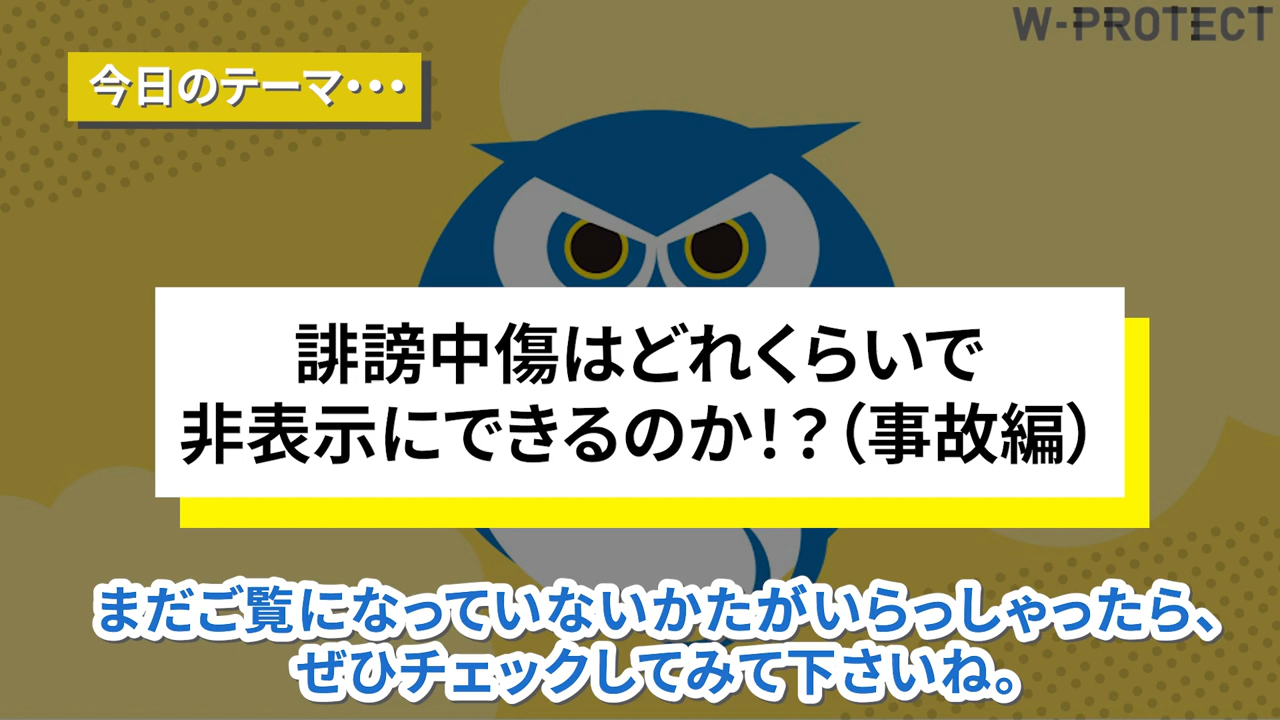 W-PROTECT
今日のテーマ･･･
誹謗中傷はどれくらいで
非表示にできるのか！？（事故編）
まだご覧になっていないかたがいらっしゃったら、
ぜひチェックしてみて下さいね。